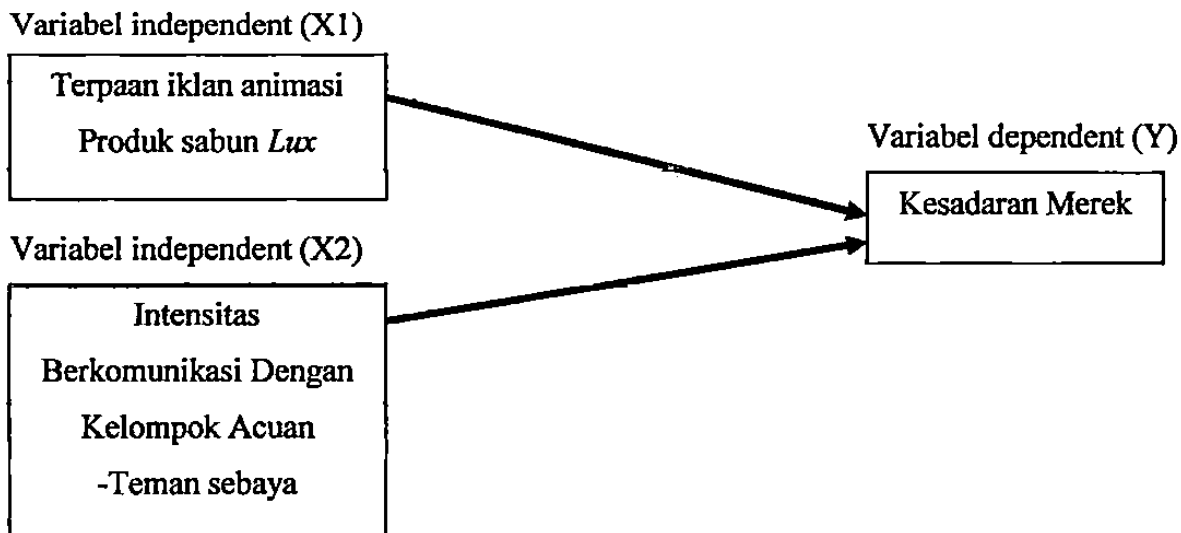 Variabel independent (X1)
Terpaan iklan animasi
Produk sabun Lux
Variabel dependent (Y)
Kesadaran Merek
Variabel independent (X2)
Intensitas
Berkomunikasi Dengan
Kelompok Acuan
-Teman sebaya